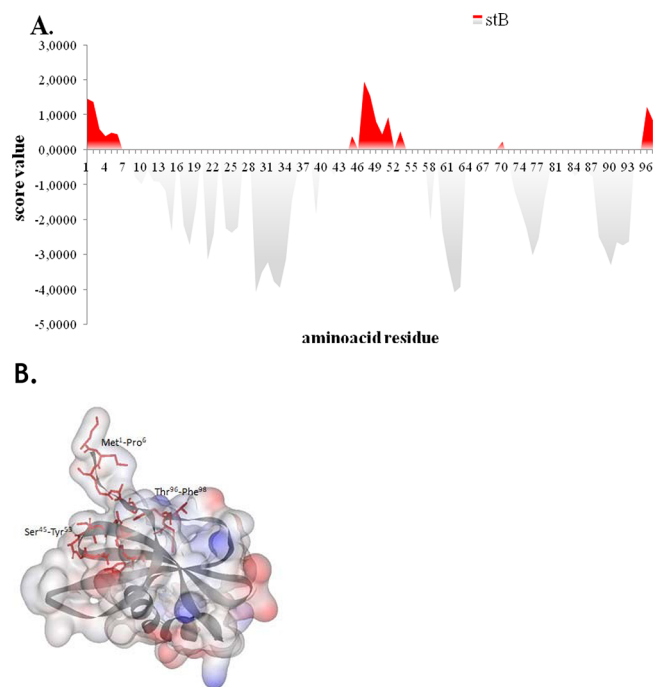 A.
stB
3,0000
2,0000
1,0000
0,0000
1 4 7 10 13 16 19 22 25 28 31 34 37 40 43 46 49 52 55 58 61 64 67 70 73 76 79 81 84 87 90 93 96
-1,0000
-2,0000
-3,0000
-4,0000
-5,0000
score value
aminoacid residue
B.
Met¹-Pro⁶
Thr⁹⁶-Phe⁹⁸
Ser⁴⁵-Tyr⁵³